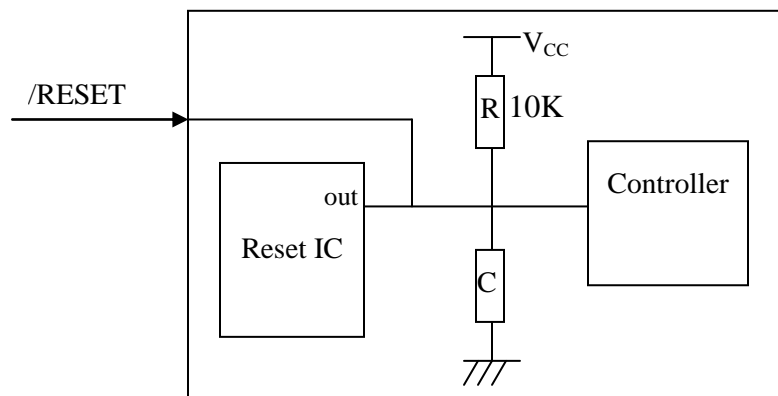 V_CC
/RESET
R 10K
Controller
out
Reset IC
C